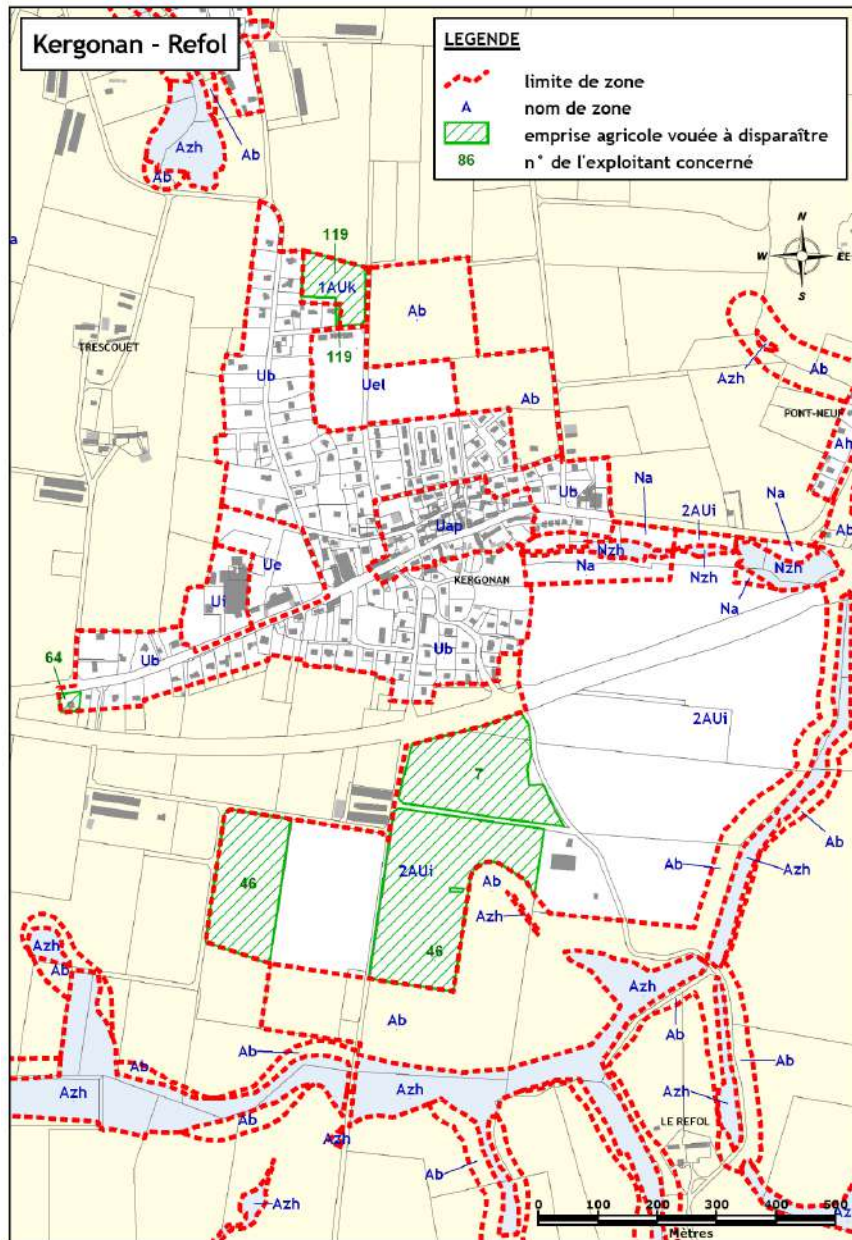 Kergonan - Refol
LEGENDE
limite de zone
A nom de zone
emprise agricole vouée à disparaître
86 n° de l'exploitant concerné
Azh
Ab
Ab
a
N
W E
S
LE
119
1AUk
Ab
TRESCOUET
119
Ub
Uel
Ab
Azh
Ab
PONT-NEUF
Ah
Ub
Na
2AUi
Na
Ab
Uap
Nzh
Nzh
Nzh
Ue
Na
KERGONAN
Na
Ui
64
Ub
Ub
2AUi
7
Ab
46
2AUi
Ab
Ab
Azh
Azh
46
Azh
Ab
Azh
Ab
Ab
Ab
Ab
Ab
Azh
Azh
Ab
Azh
LE REFOL
Azh
Ab
Azh
Az
0 100 200 300 400 500
Mètres